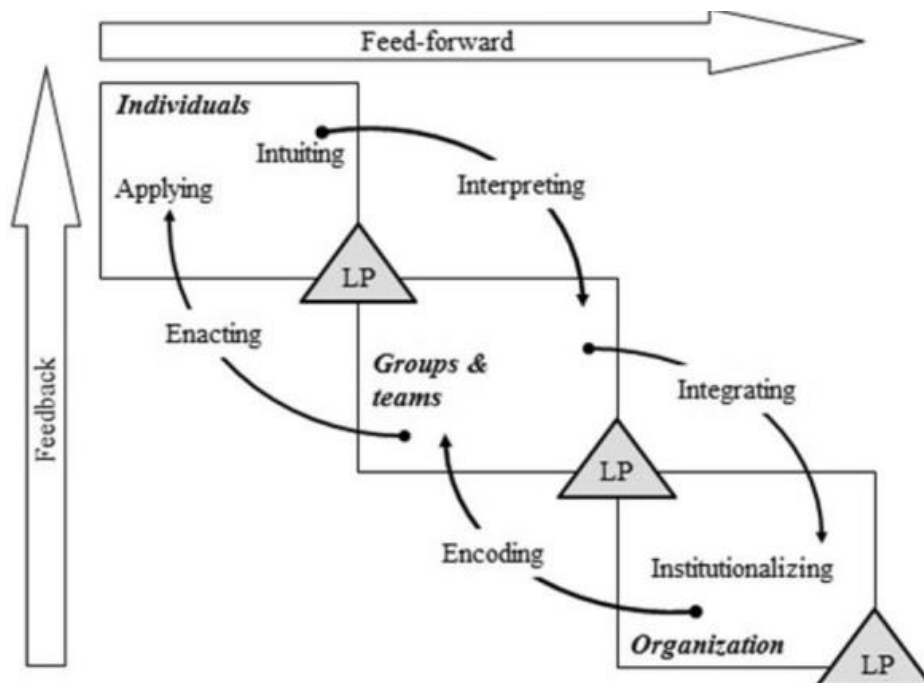 Feed-forward
Individuals
Intuiting
Applying
Interpreting
LP
Enacting
Groups &
teams
Integrating
Feedback
LP
Encoding
Institutionalizing
Organization
LP